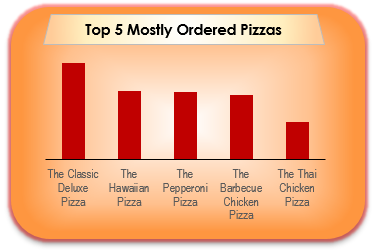 Top 5 Mostly Ordered Pizzas
The Classic
Deluxe
Pizza
The
Hawaiian
Pizza
The
Pepperoni
Pizza
The
Barbecue
Chicken
Pizza
The Thai
Chicken
Pizza